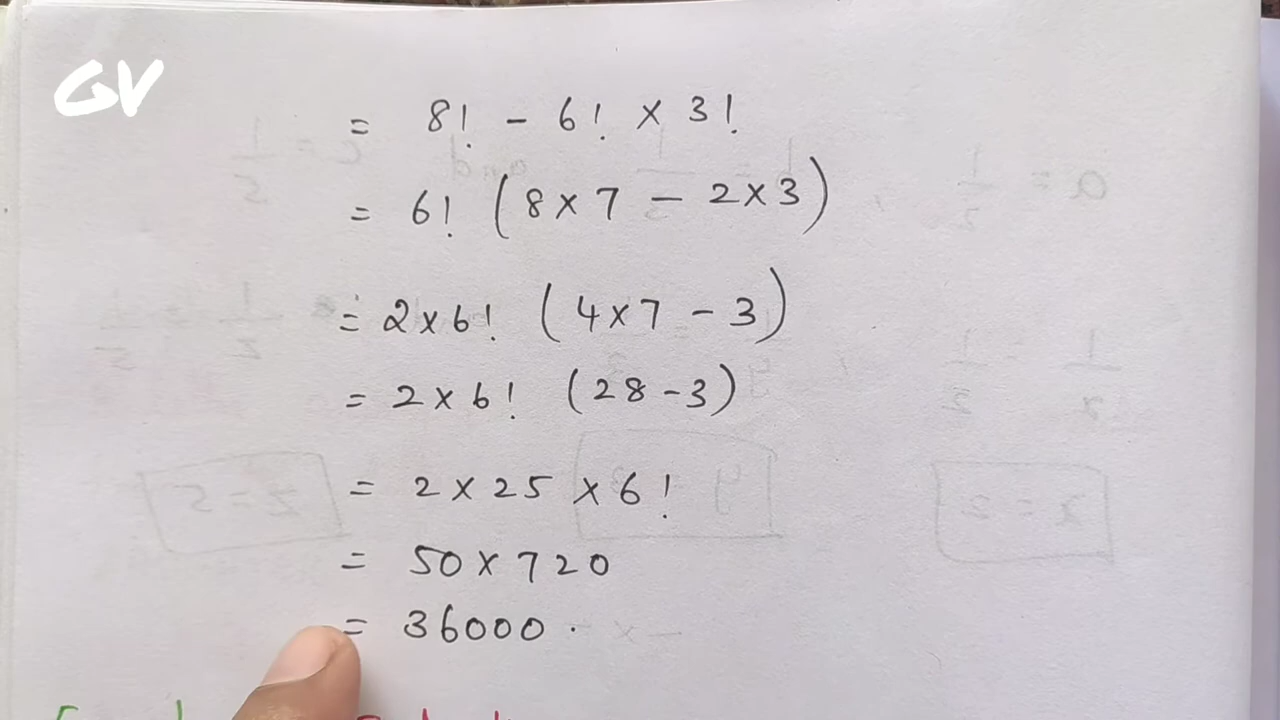 GV
= 8! - 6! × 3!
= 6! (8×7 - 2×3)
= 2×6! (4×7 - 3)
= 2×6! (28-3)
= 2×25×6!
= 50×720
= 36000.